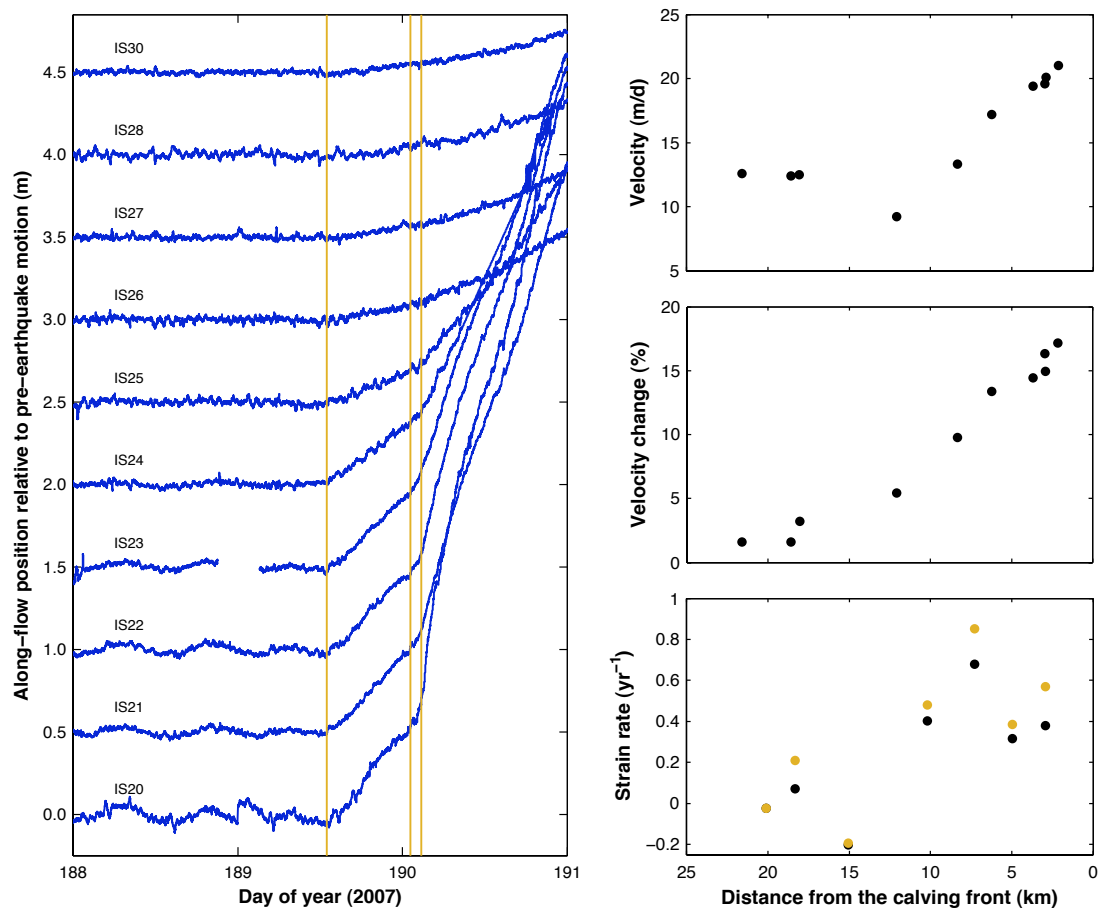 IS30
IS28
IS27
IS26
IS25
IS24
IS23
IS22
IS21
IS20
4.5
4.0
3.5
3.0
2.5
2.0
1.5
1.0
0.5
0.0
Along−flow position relative to pre−earthquake motion (m)
188 189 190 191
Day of year (2007)
25
20
15
10
5
Velocity (m/d)
20
15
10
5
0
Velocity change (%)
1
0.8
0.6
0.4
0.2
0
−0.2
Strain rate (yr⁻¹)
25 20 15 10 5 0
Distance from the calving front (km)